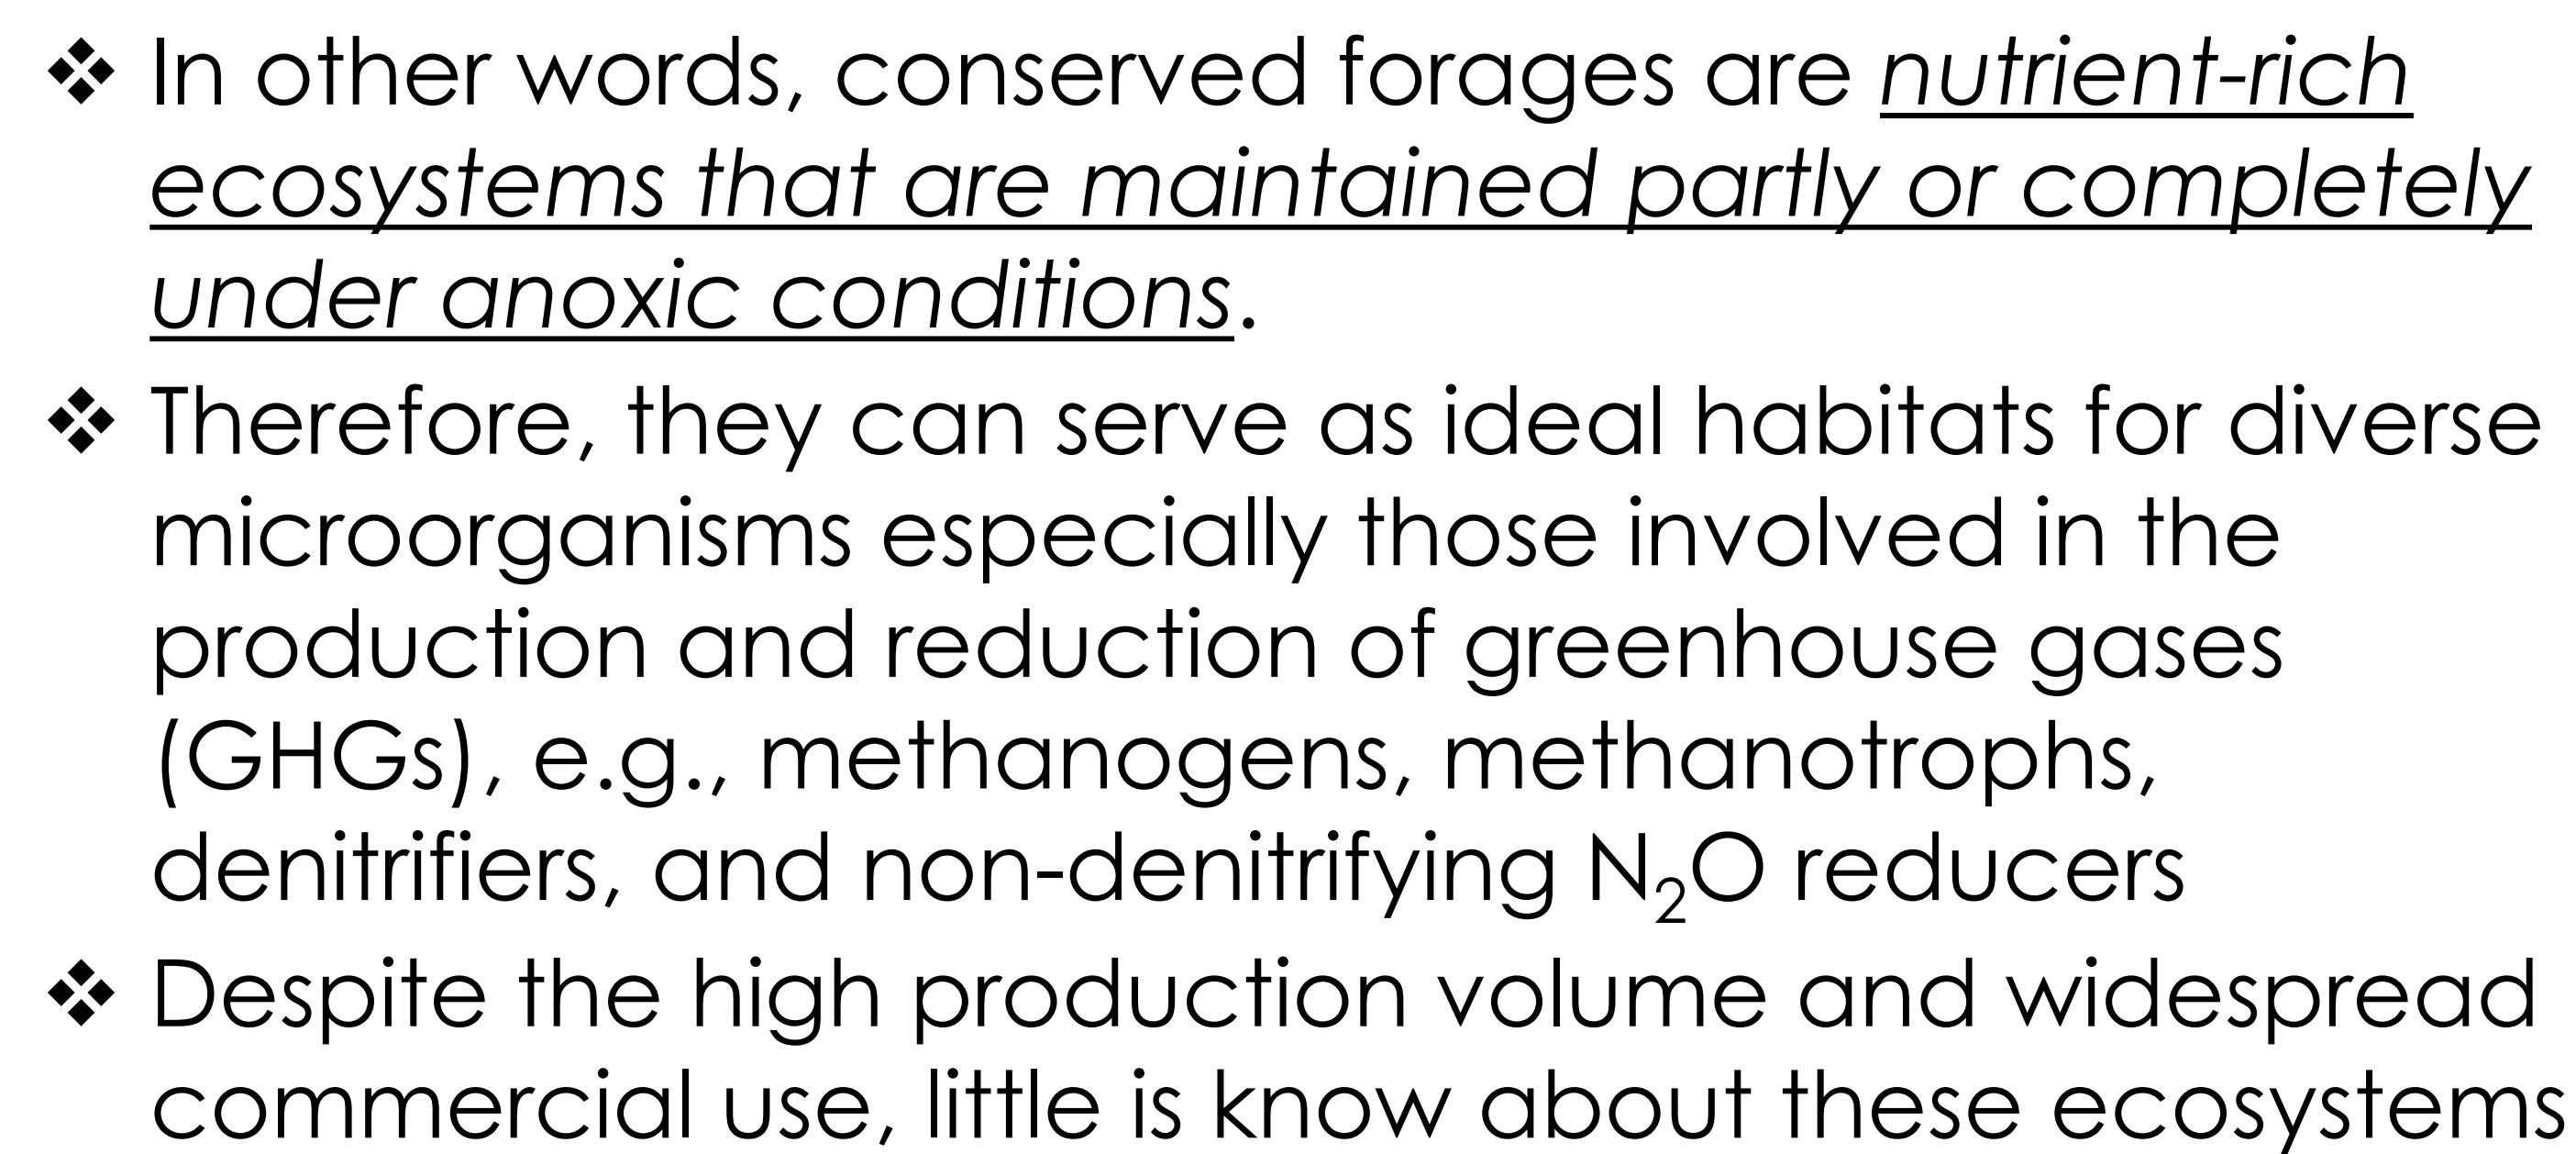 ❖ In other words, conserved forages are nutrient-rich
ecosystems that are maintained partly or completely
under anoxic conditions.
❖ Therefore, they can serve as ideal habitats for diverse
microorganisms especially those involved in the
production and reduction of greenhouse gases
(GHGs), e.g., methanogens, methanotrophs,
denitrifiers, and non-denitrifying N₂O reducers
❖ Despite the high production volume and widespread
commercial use, little is know about these ecosystems